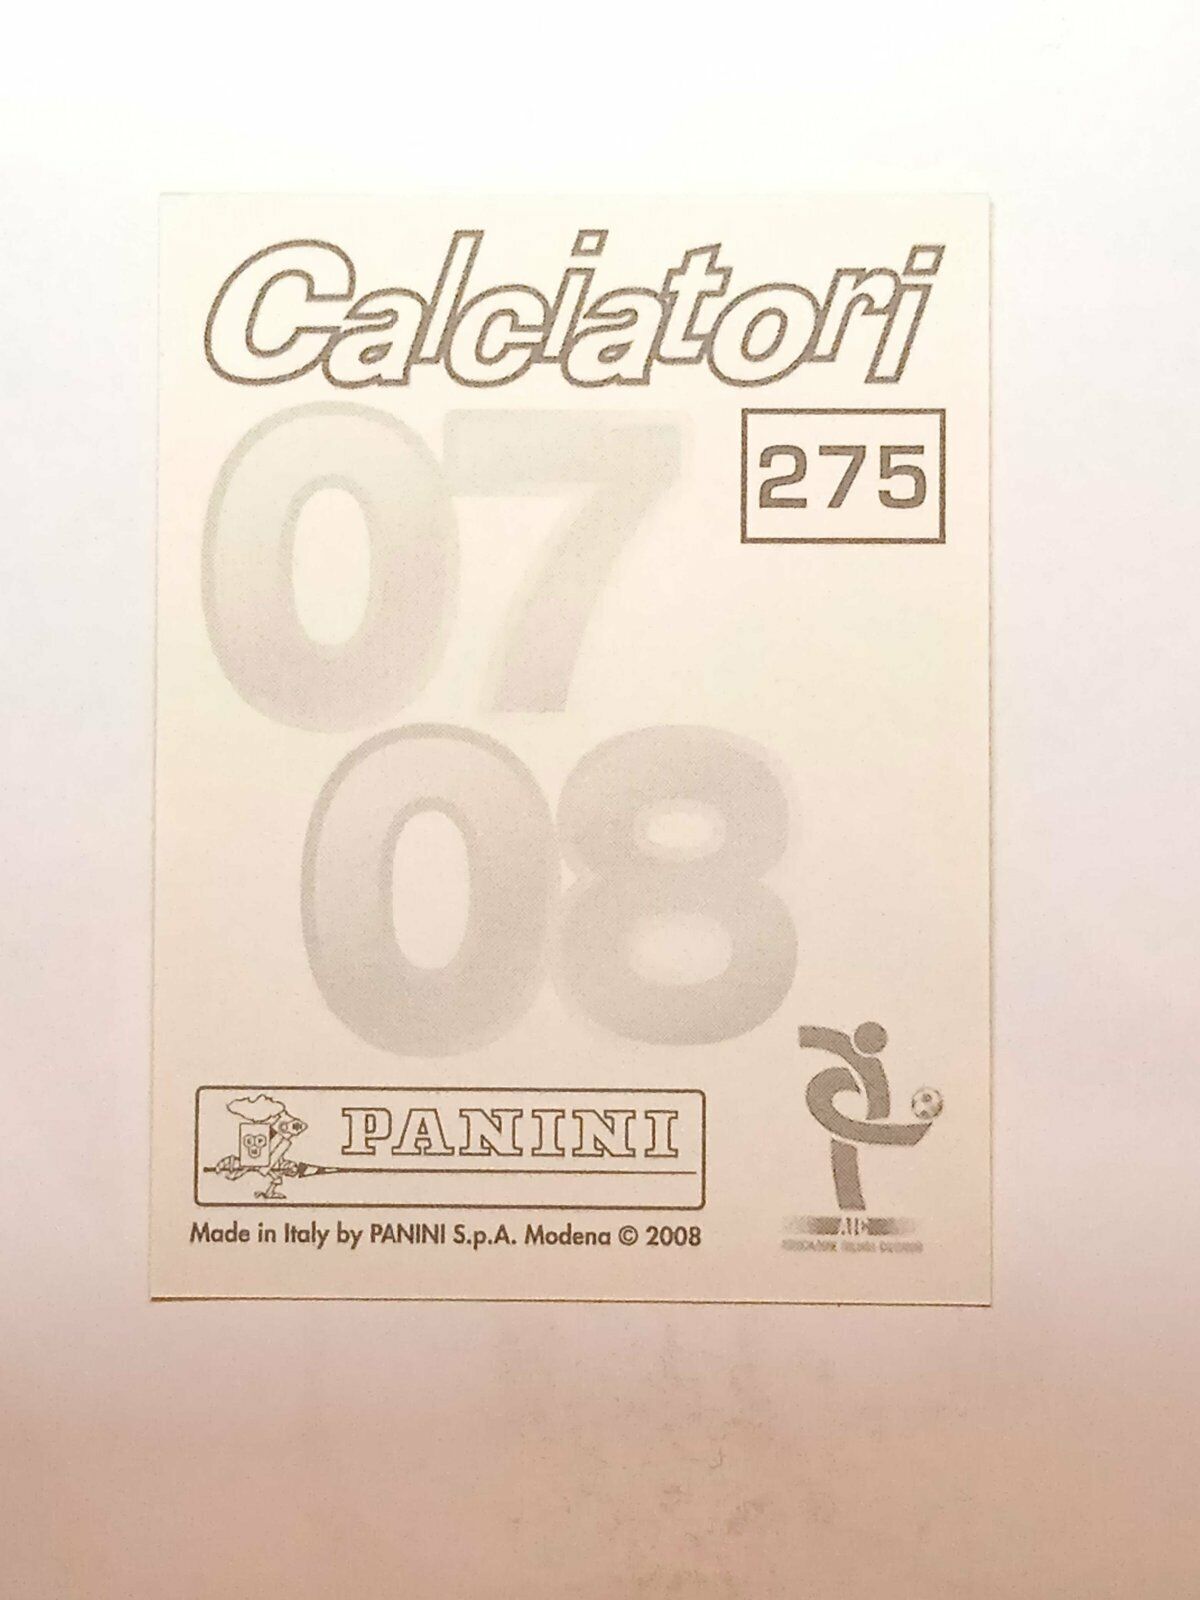 Calciatori
07
275
08
PANINI
Made in Italy by PANINI S.p.A. Modena © 2008